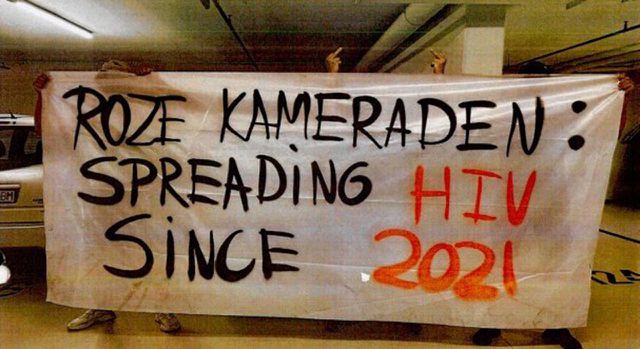 ROZE KAMERADEN:
SPREADING HIV
SINCE 2021